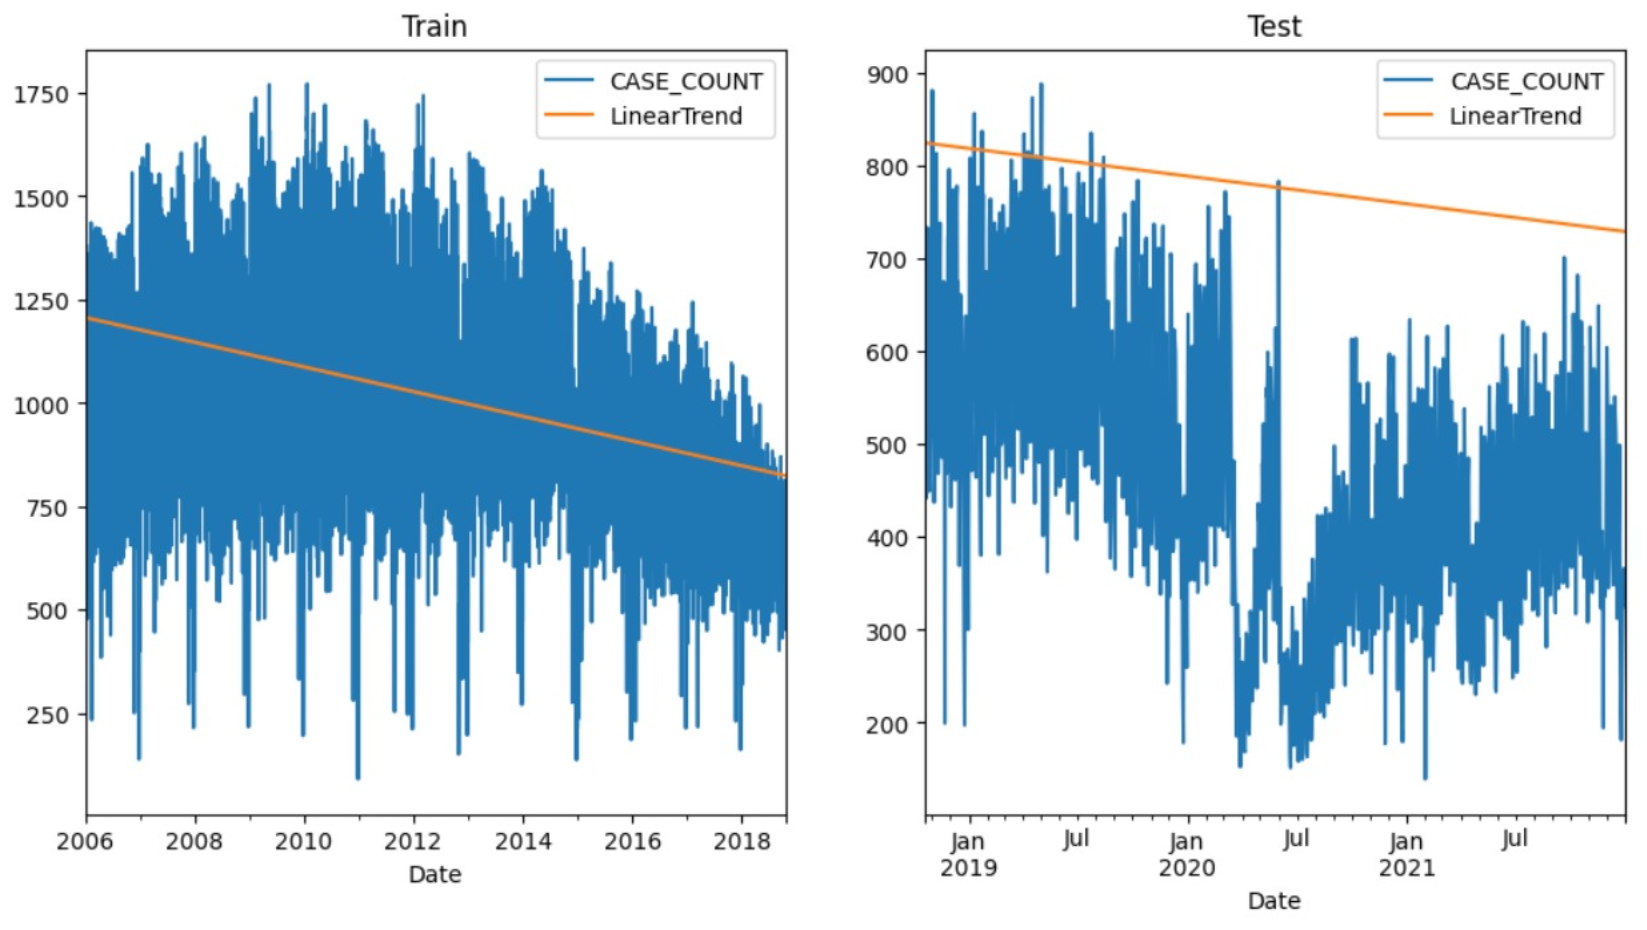 Train
CASE_COUNT
LinearTrend
1750
1500
1250
1000
750
500
250
2006 2008 2010 2012 2014 2016 2018
Date
Test
CASE_COUNT
LinearTrend
900
800
700
600
500
400
300
200
Jan Jul Jan Jul Jan Jul
2019 2020 2021
Date